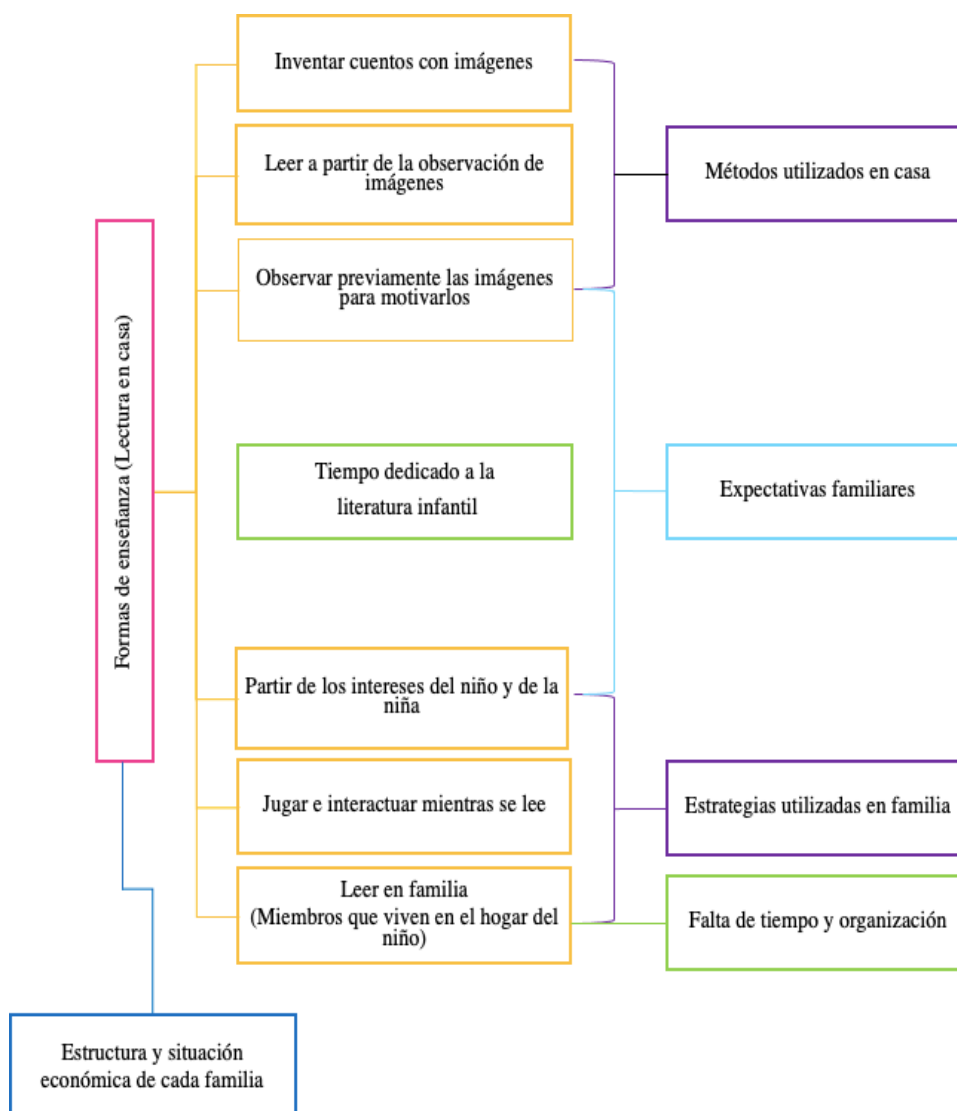 Inventar cuentos con imágenes
Leer a partir de la observación de
imágenes
Métodos utilizados en casa
Observar previamente las imágenes
para motivarlos
Formas de enseñanza (Lectura en casa)
Tiempo dedicado a la
literatura infantil
Expectativas familiares
Partir de los intereses del niño y de la
niña
Jugar e interactuar mientras se lee
Estrategias utilizadas en familia
Leer en familia
(Miembros que viven en el hogar del
niño)
Falta de tiempo y organización
Estructura y situación
económica de cada familia